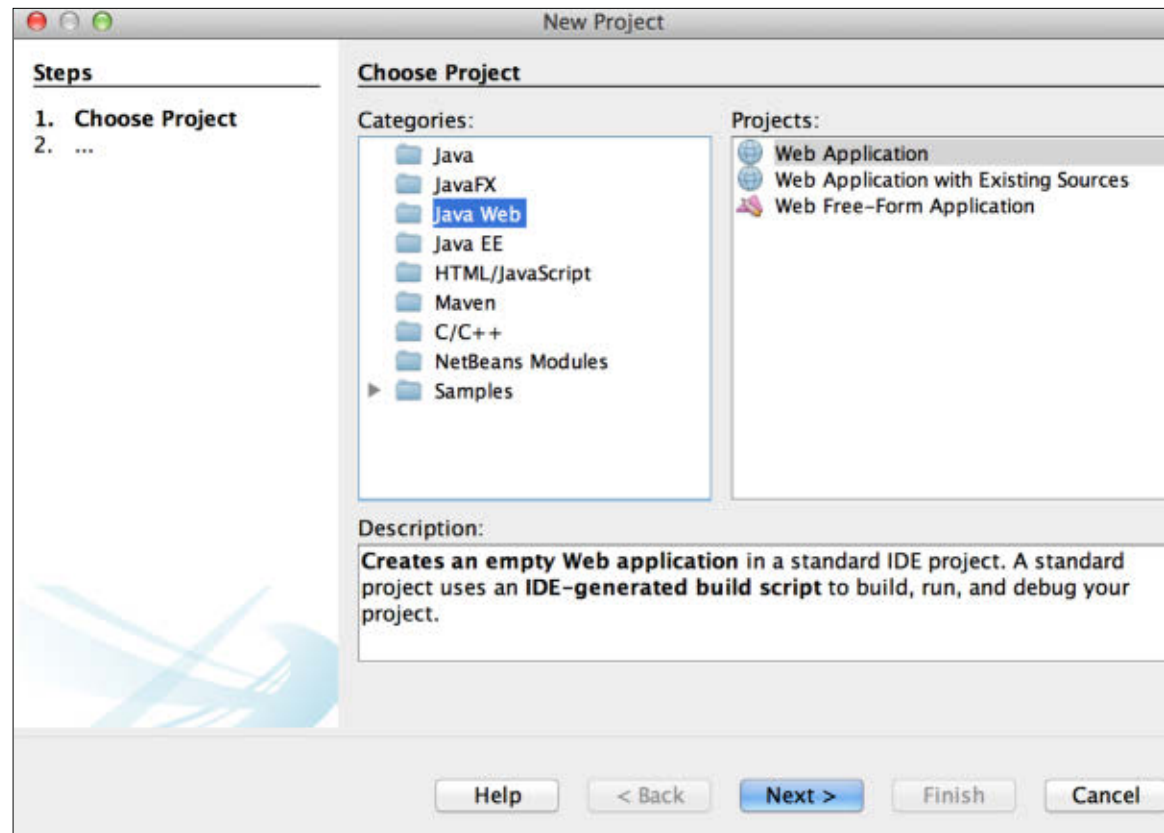 New Project
Steps
1. Choose Project
2. ...
Choose Project
Categories:
Java
JavaFX
Java Web
Java EE
HTML/JavaScript
Maven
C/C++
NetBeans Modules
Samples
Projects:
Web Application
Web Application with Existing Sources
Web Free-Form Application
Description:
Creates an empty Web application in a standard IDE project. A standard
project uses an IDE-generated build script to build, run, and debug your
project.
Help
< Back
Next >
Finish
Cancel